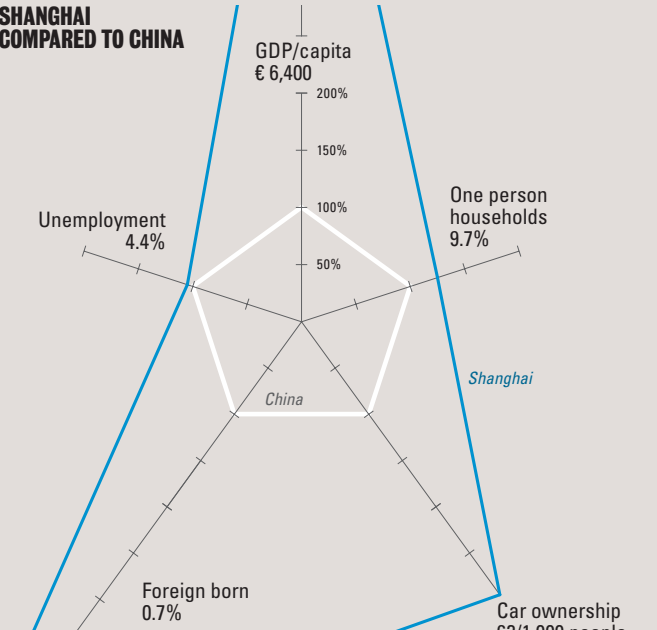 SHANGHAI
COMPARED TO CHINA
GDP/capita
€ 6,400
200%
150%
100%
50%
Unemployment
4.4%
One person
households
9.7%
Shanghai
China
Foreign born
0.7%
Car ownership
people